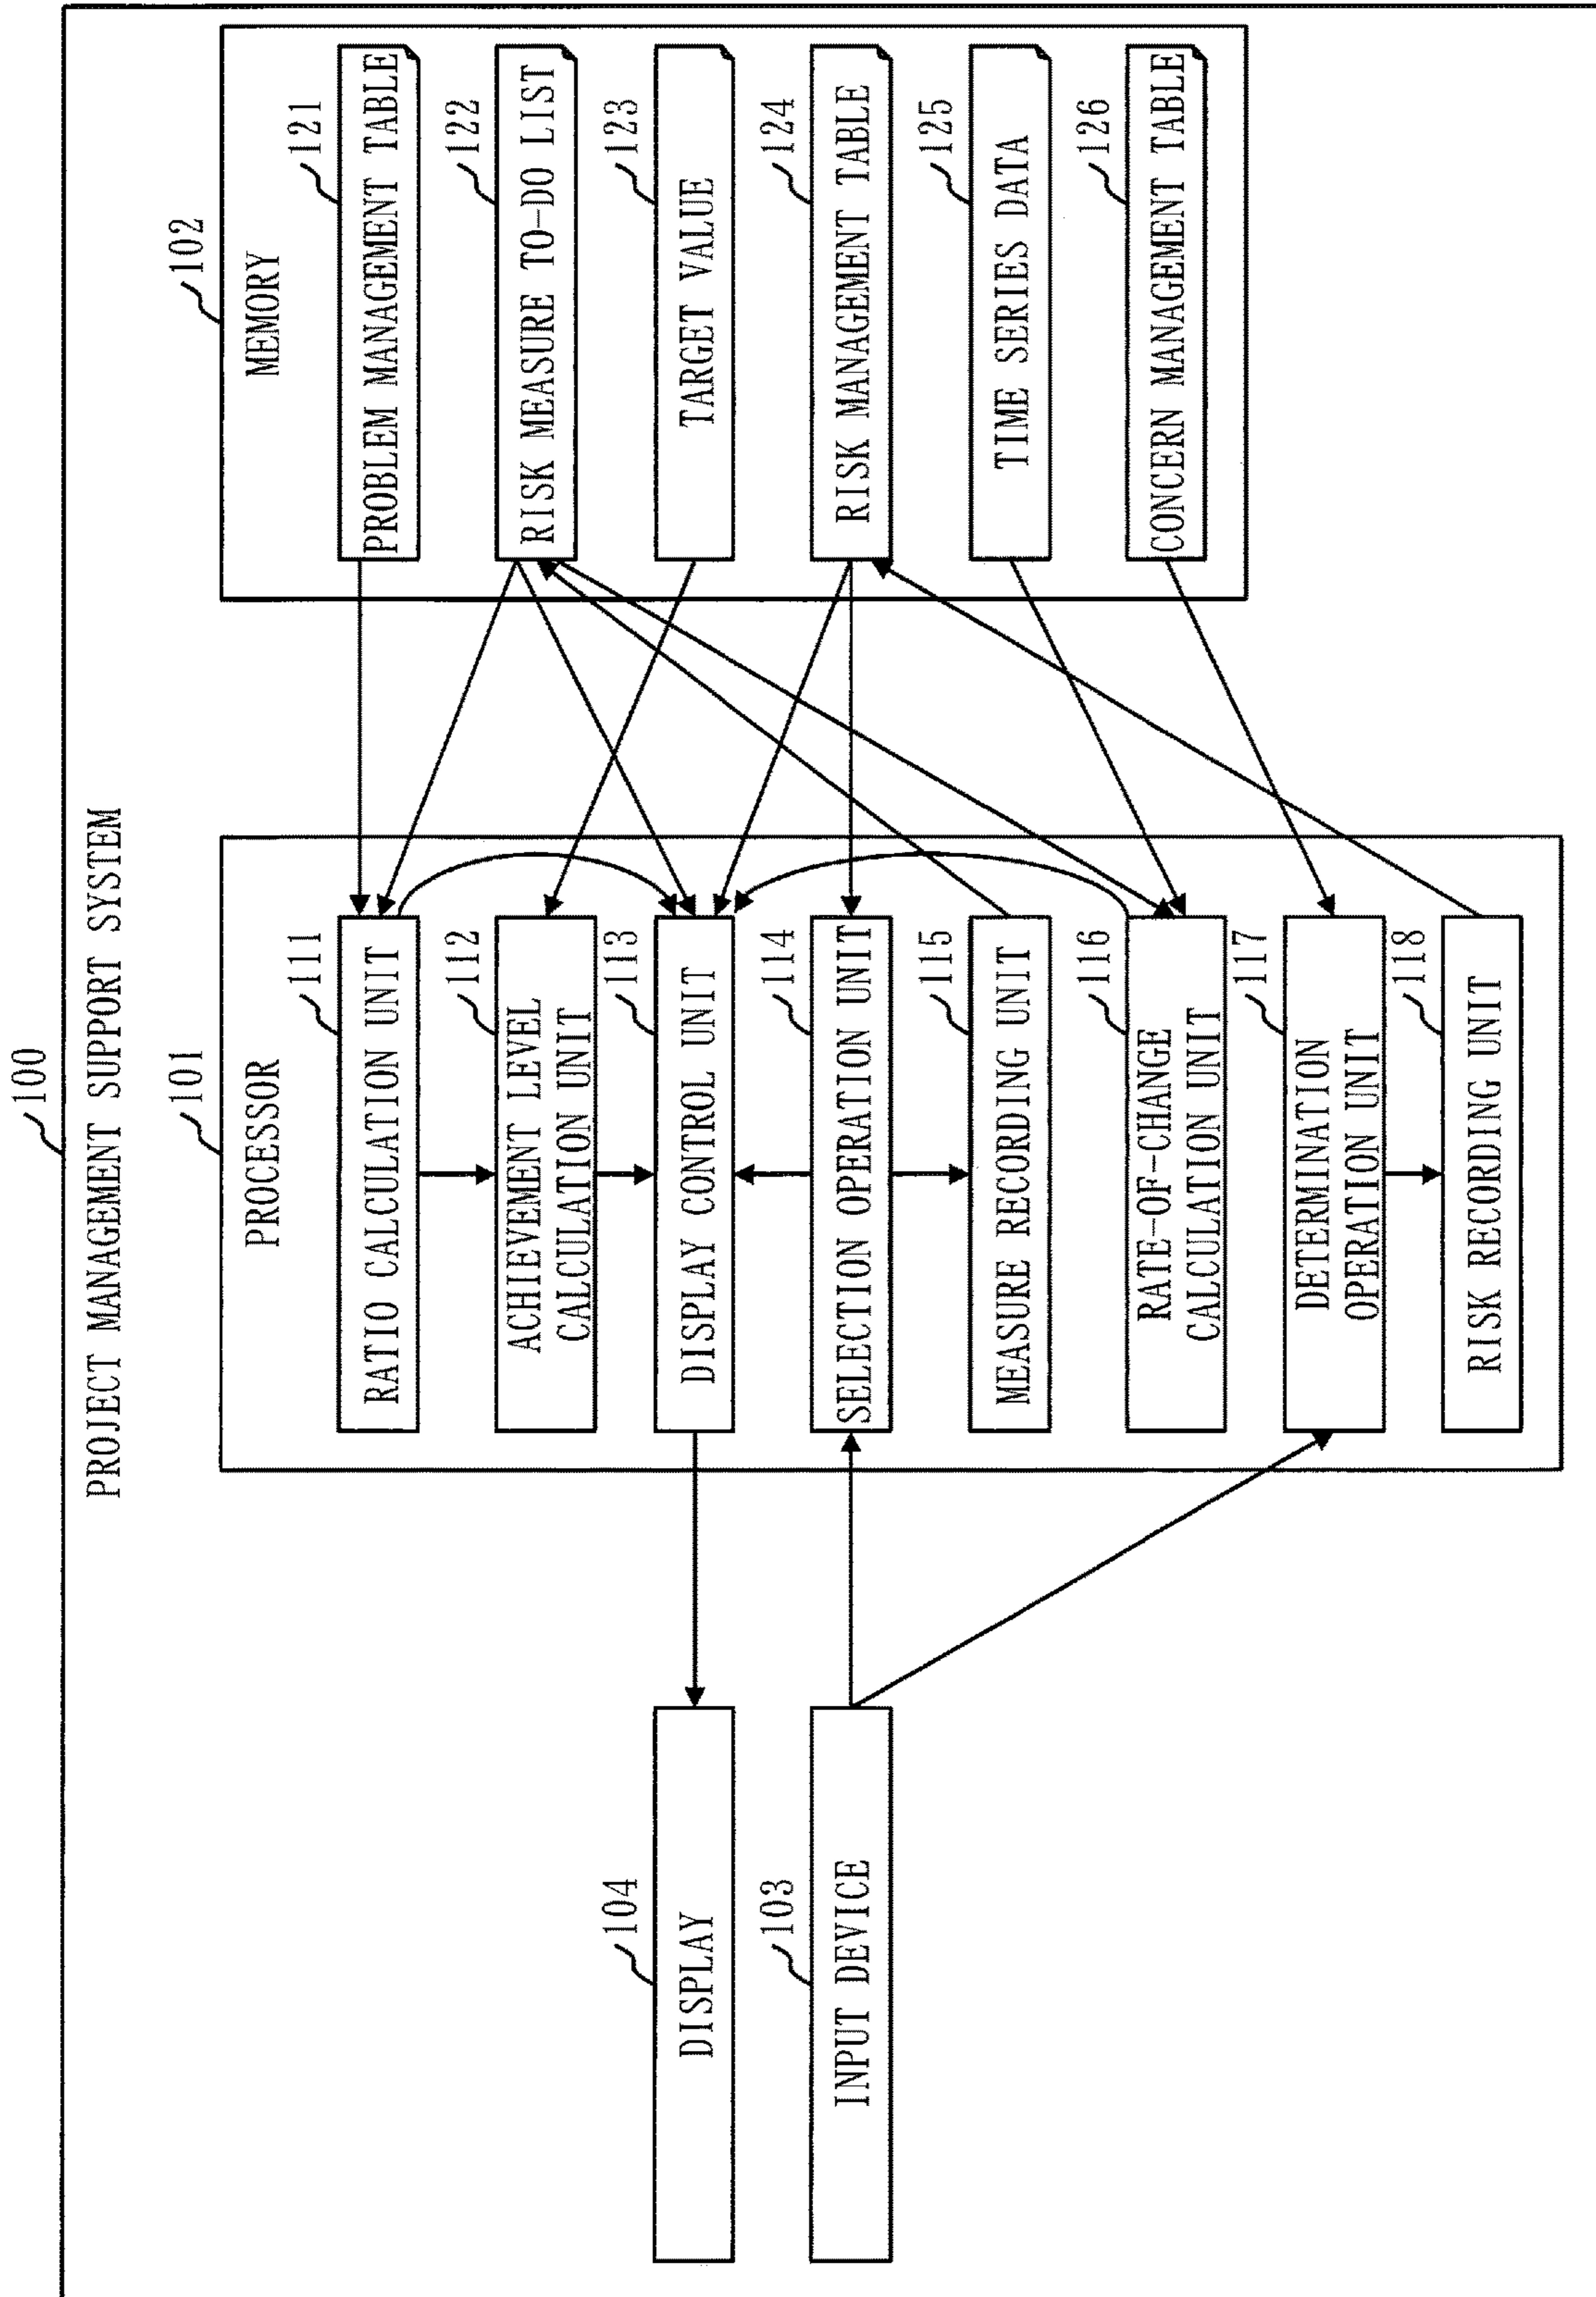 100
PROJECT MANAGEMENT SUPPORT SYSTEM
104
DISPLAY
103
INPUT DEVICE
101
PROCESSOR
111
RATIO CALCULATION UNIT
112
ACHIEVEMENT LEVEL
CALCULATION UNIT
113
DISPLAY CONTROL UNIT
114
SELECTION OPERATION UNIT
115
MEASURE RECORDING UNIT
116
RATE-OF-CHANGE
CALCULATION UNIT
117
DETERMINATION
OPERATION UNIT
118
RISK RECORDING UNIT
102
MEMORY
121
PROBLEM MANAGEMENT TABLE
122
RISK MEASURE TO-DO LIST
123
TARGET VALUE
124
RISK MANAGEMENT TABLE
125
TIME SERIES DATA
126
CONCERN MANAGEMENT TABLE